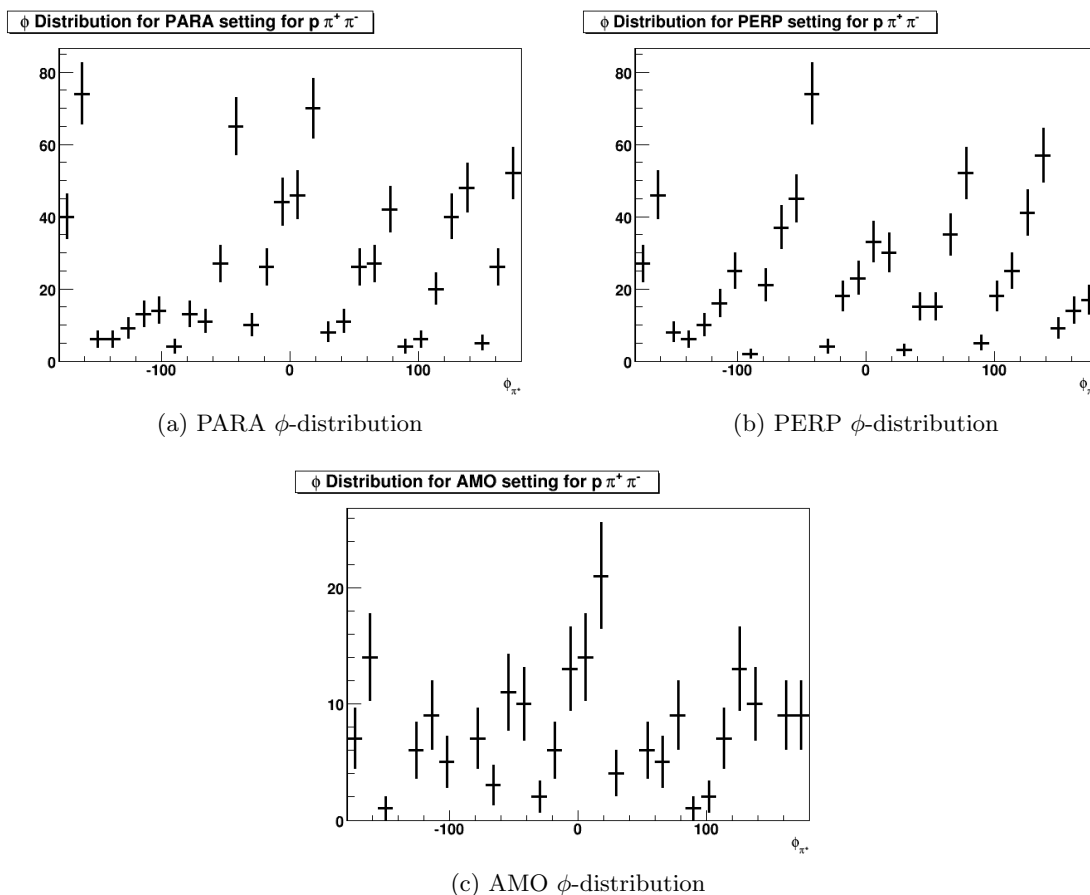 ϕ Distribution for PARA setting for p π⁺ π⁻
80
60
40
20
0
-100
0
100
ϕπ⁺
(a) PARA ϕ-distribution
ϕ Distribution for PERP setting for p π⁺ π⁻
80
60
40
20
0
-100
0
100
ϕπ⁺
(b) PERP ϕ-distribution
ϕ Distribution for AMO setting for p π⁺ π⁻
20
10
0
-100
0
100
ϕπ⁺
(c) AMO ϕ-distribution